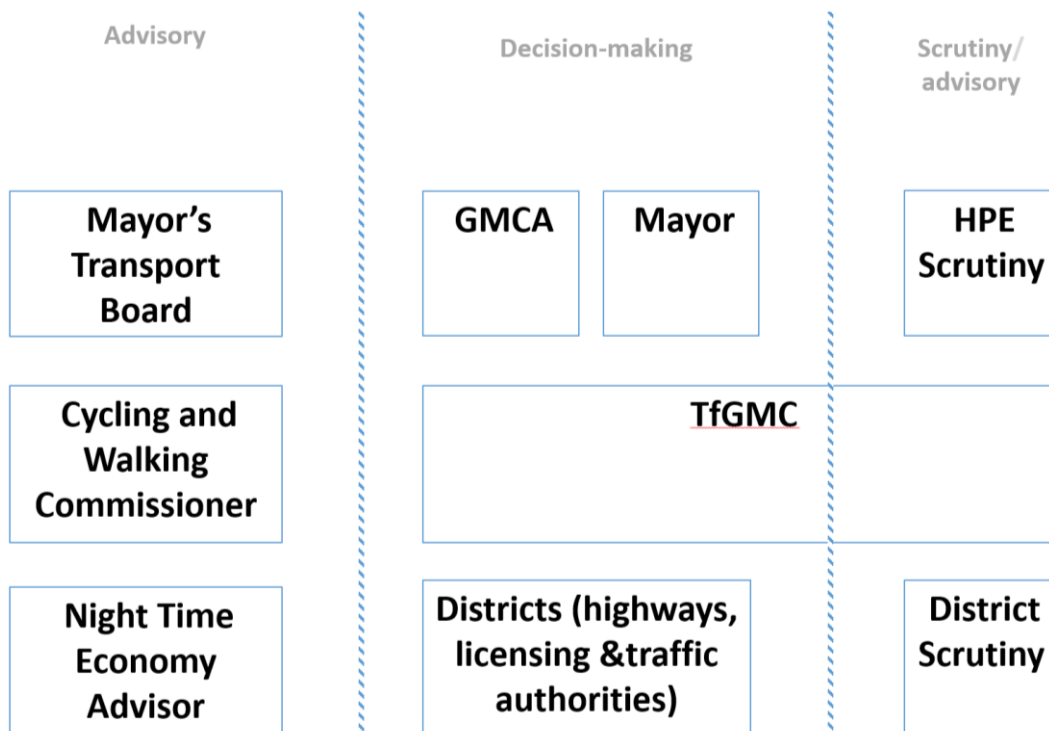 Advisory
Decision-making
Scrutiny/
advisory
Mayor's
Transport
Board
GMCA
Mayor
HPE
Scrutiny
Cycling and
Walking
Commissioner
TfGMC
Night Time
Economy
Advisor
Districts (highways,
licensing &traffic
authorities)
District
Scrutiny